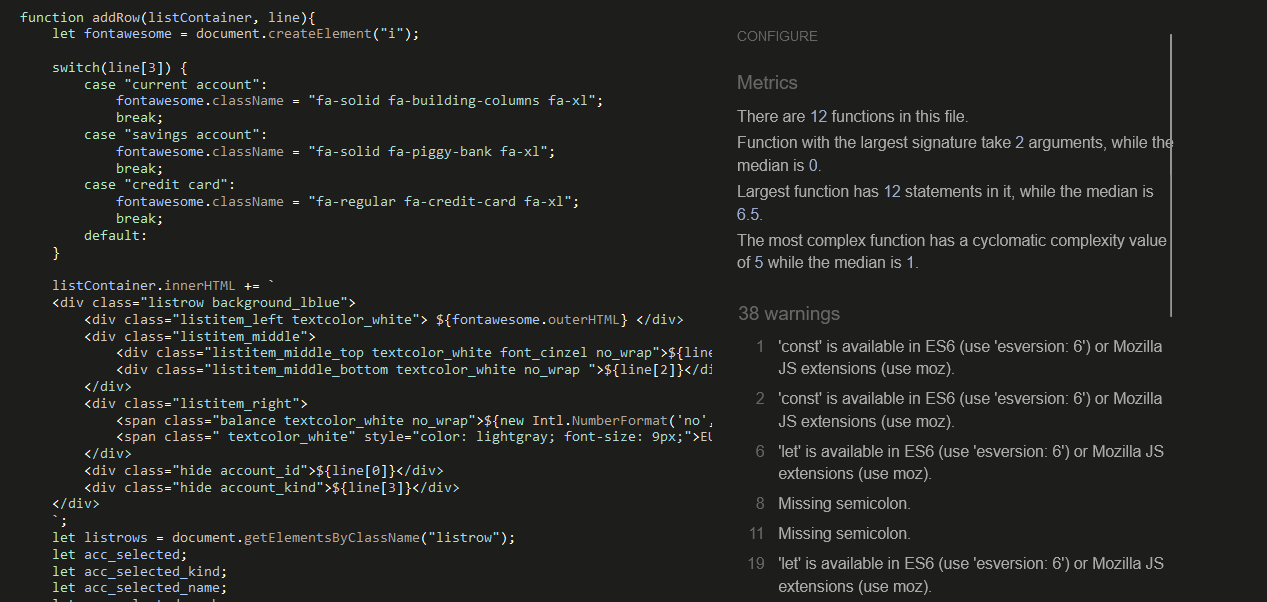 function addRow(listContainer, line){
let fontawesome = document.createElement("i");
switch(line[3]) {
case "current account":
fontawesome.className = "fa-solid fa-building-columns fa-xl";
break;
case "savings account":
fontawesome.className = "fa-solid fa-piggy-bank fa-xl";
break;
case "credit card":
fontawesome.className = "fa-regular fa-credit-card fa-xl";
break;
default:
}
listContainer.innerHTML += `
<div class="listrow background_lblue">
<div class="listitem_left textcolor_white"> ${fontawesome.outerHTML} </div>
<div class="listitem_middle">
<div class="listitem_middle_top textcolor_white font_cinzel no_wrap">${line
<div class="listitem_middle_bottom textcolor_white no_wrap ">${line[2]}</di
</div>
<div class="listitem_right">
<span class="balance textcolor_white no_wrap">${new Intl.NumberFormat('no',
<span class=" textcolor_white" style="color: lightgray; font-size: 9px;">EU
</div>
<div class="hide account_id">${line[0]}</div>
<div class="hide account_kind">${line[3]}</div>
</div>
`;
let listrows = document.getElementsByClassName("listrow");
let acc_selected;
let acc_selected_kind;
let acc_selected_name;
CONFIGURE
Metrics
There are 12 functions in this file.
Function with the largest signature take 2 arguments, while the
median is 0.
Largest function has 12 statements in it, while the median is
6.5.
The most complex function has a cyclomatic complexity value
of 5 while the median is 1.
38 warnings
1 'const' is available in ES6 (use 'esversion: 6') or Mozilla
JS extensions (use moz).
2 'const' is available in ES6 (use 'esversion: 6') or Mozilla
JS extensions (use moz).
6 'let' is available in ES6 (use 'esversion: 6') or Mozilla JS
extensions (use moz).
8 Missing semicolon.
11 Missing semicolon.
19 'let' is available in ES6 (use 'esversion: 6') or Mozilla JS
extensions (use moz).